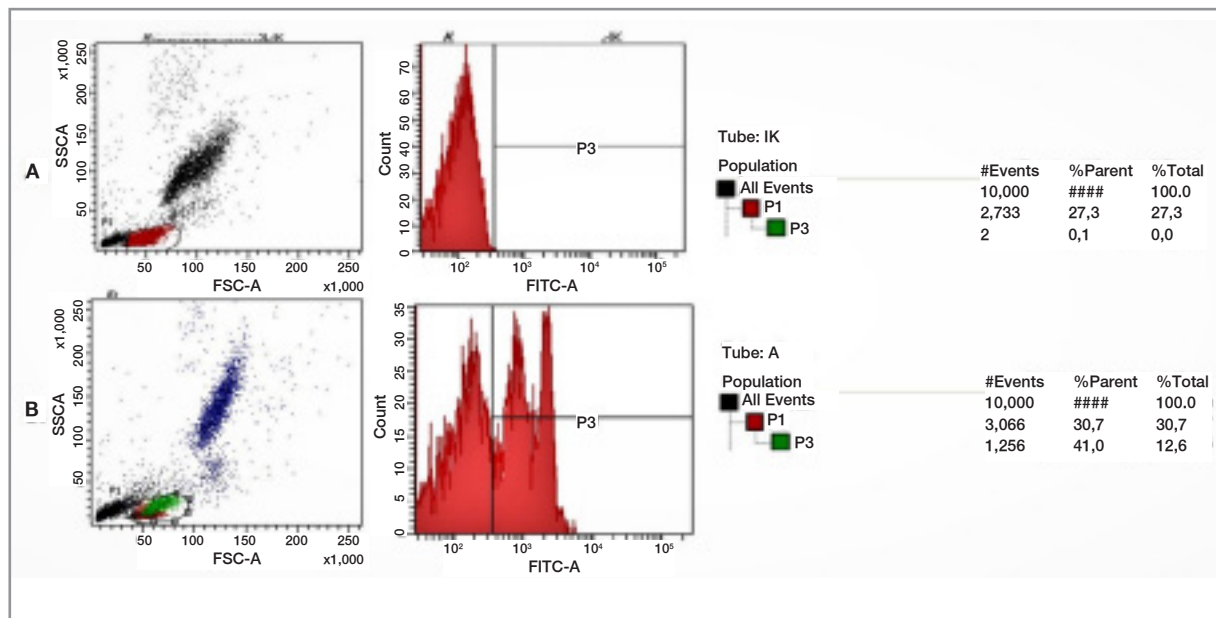 A
SSCA
x1,000
250
200
150
100
50
P1
50 100 150 200 250
FSC-A
x1,000
Count
70
60
50
40
30
20
10
0
P3
10² 10³ 10⁴ 10⁵
FITC-A
Tube: IK
Population
All Events
P1
P3
#Events %Parent %Total
10,000 #### 100.0
2,733 27,3 27,3
2 0,1 0,0
B
SSCA
x1,000
250
200
150
100
50
P1
50 100 150 200 250
FSC-A
x1,000
Count
35
30
25
20
15
10
5
0
P3
10² 10³ 10⁴ 10⁵
FITC-A
Tube: A
Population
All Events
P1
P3
#Events %Parent %Total
10,000 #### 100.0
3,066 30,7 30,7
1,256 41,0 12,6